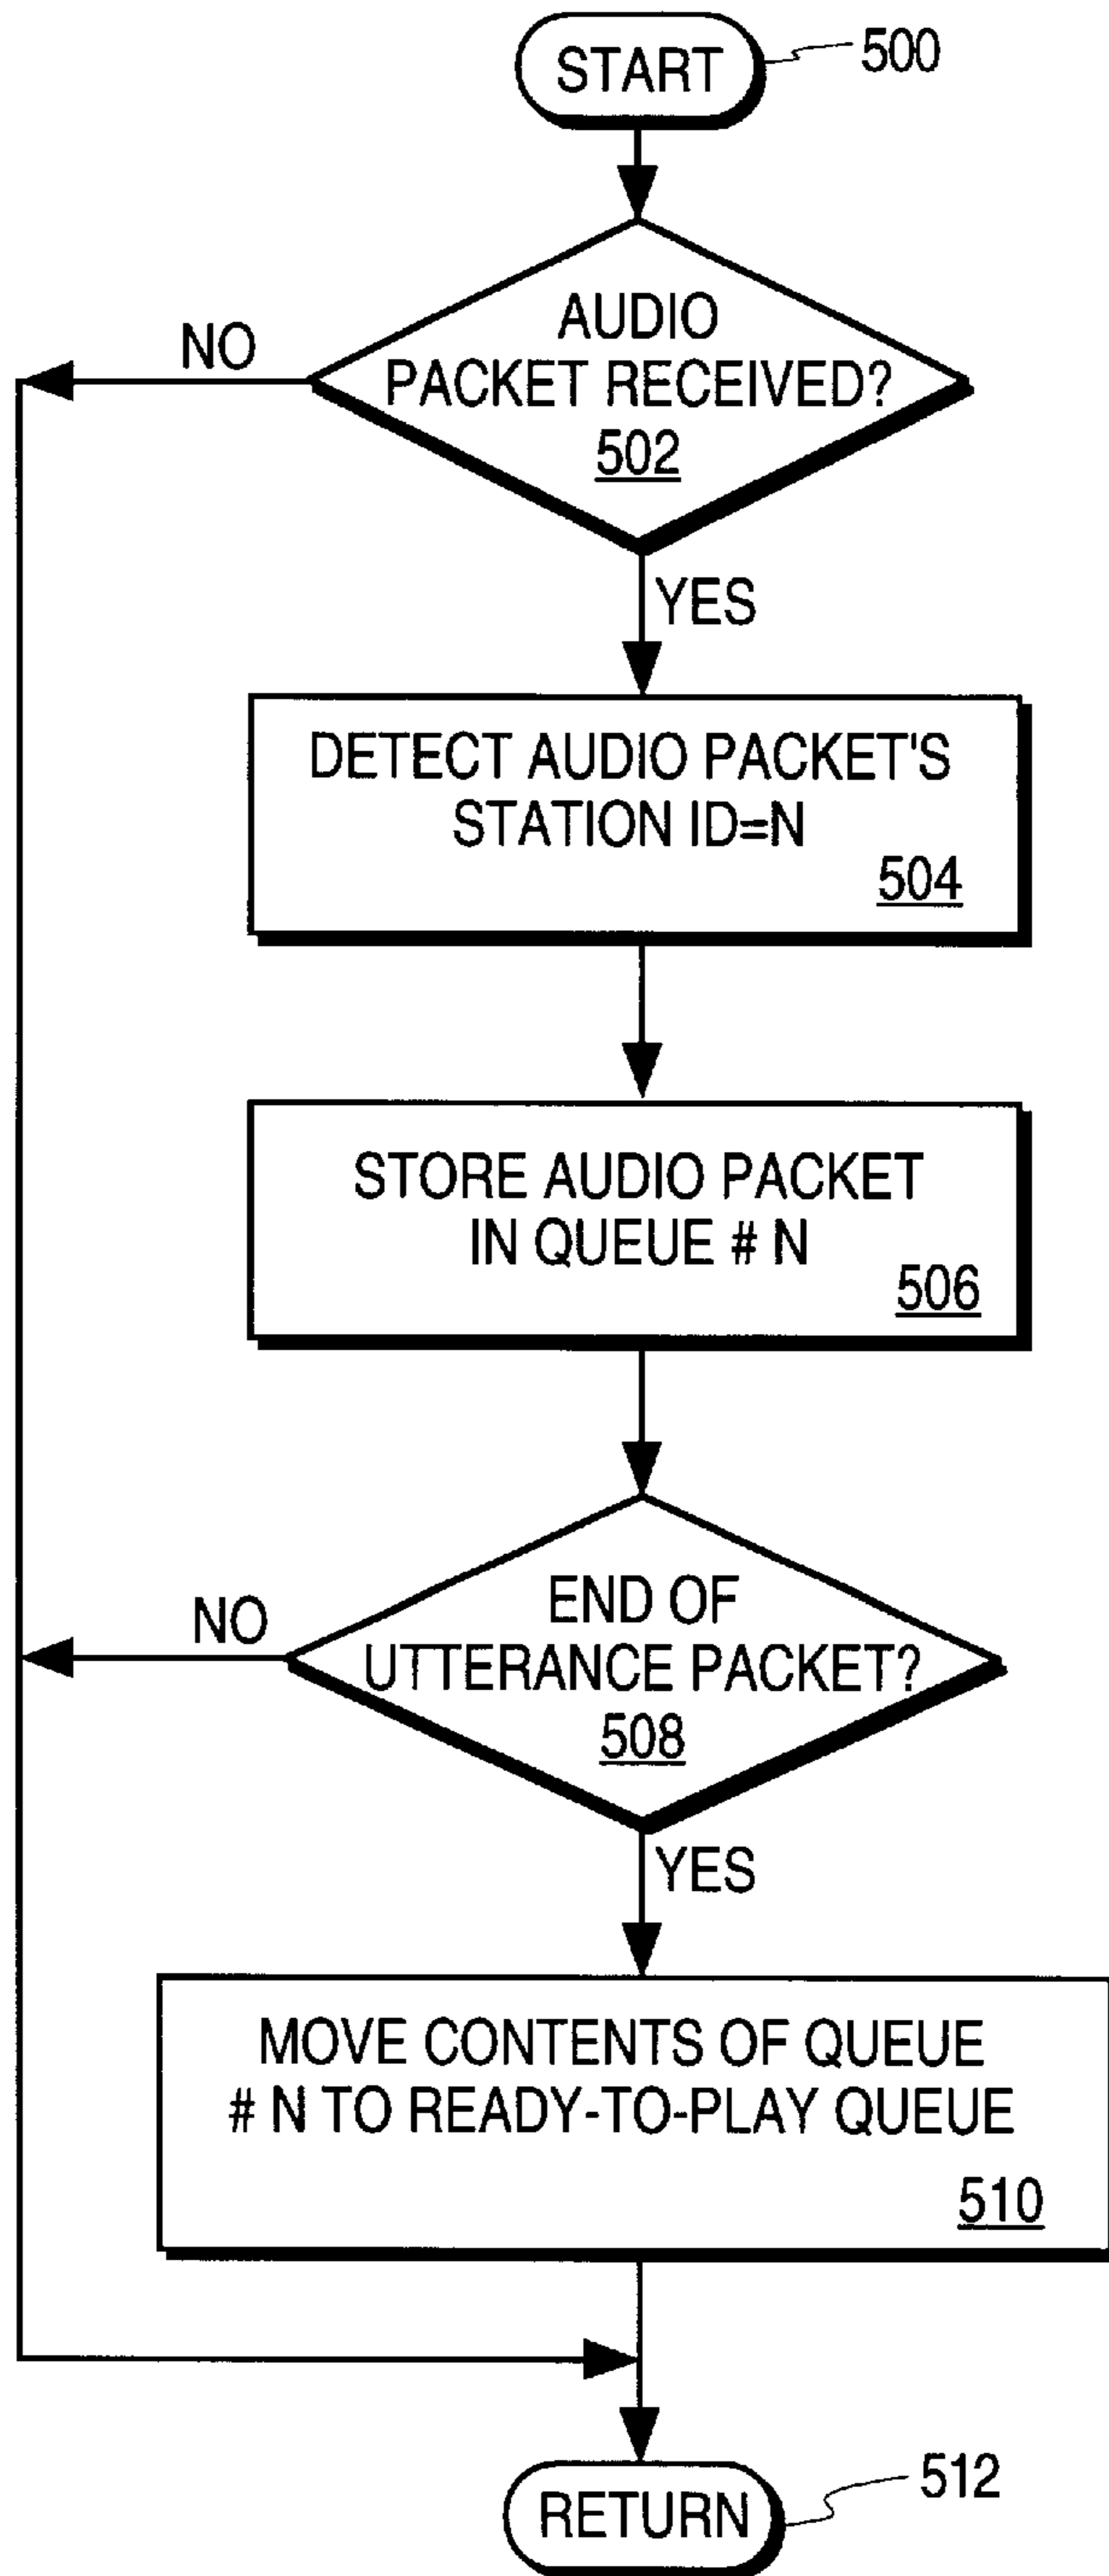 START
500
AUDIO
NO
PACKET RECEIVED?
502
YES
DETECT AUDIO PACKET'S
STATION ID=N
504
STORE AUDIO PACKET
IN QUEUE # N
506
END OF
NO
UTTERANCE PACKET?
508
YES
MOVE CONTENTS OF QUEUE
# N TO READY-TO-PLAY QUEUE
510
512
RETURN